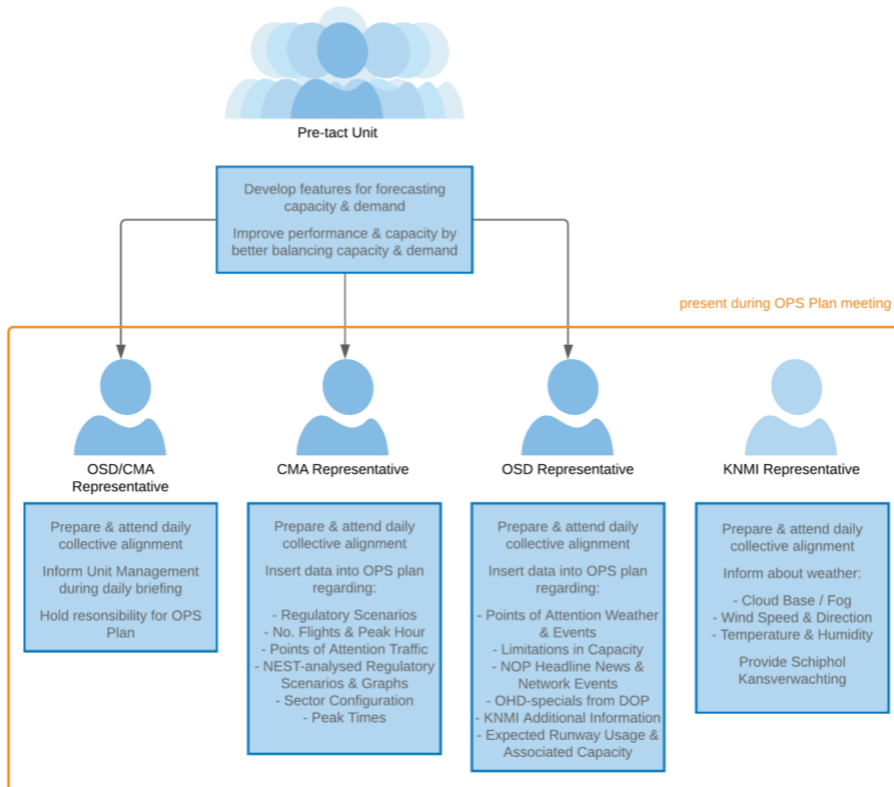 Pre-tact Unit
Develop features for forecasting
capacity & demand
Improve performance & capacity by
better balancing capacity & demand
present during OPS Plan meeting
OSD/CMA
Representative
Prepare & attend daily
collective alignment
Inform Unit Management
during daily briefing
Hold resonsibility for OPS
Plan
CMA Representative
Prepare & attend daily
collective alignment
Insert data into OPS plan
regarding:
- Regulatory Scenarios
- No. Flights & Peak Hour
- Points of Attention Traffic
- NEST-analysed Regulatory
Scenarios & Graphs
- Sector Configuration
- Peak Times
OSD Representative
Prepare & attend daily
collective alignment
Insert data into OPS plan
regarding:
- Points of Attention Weather
& Events
- Limitations in Capacity
- NOP Headline News &
Network Events
- OHD-specials from DOP
- KNMI Additional Information
- Expected Runway Usage &
Associated Capacity
KNMI Representative
Prepare & attend daily
collective alignment
Inform about weather:
- Cloud Base / Fog
- Wind Speed & Direction
- Temperature & Humidity
Provide Schiphol
Kansverwachting